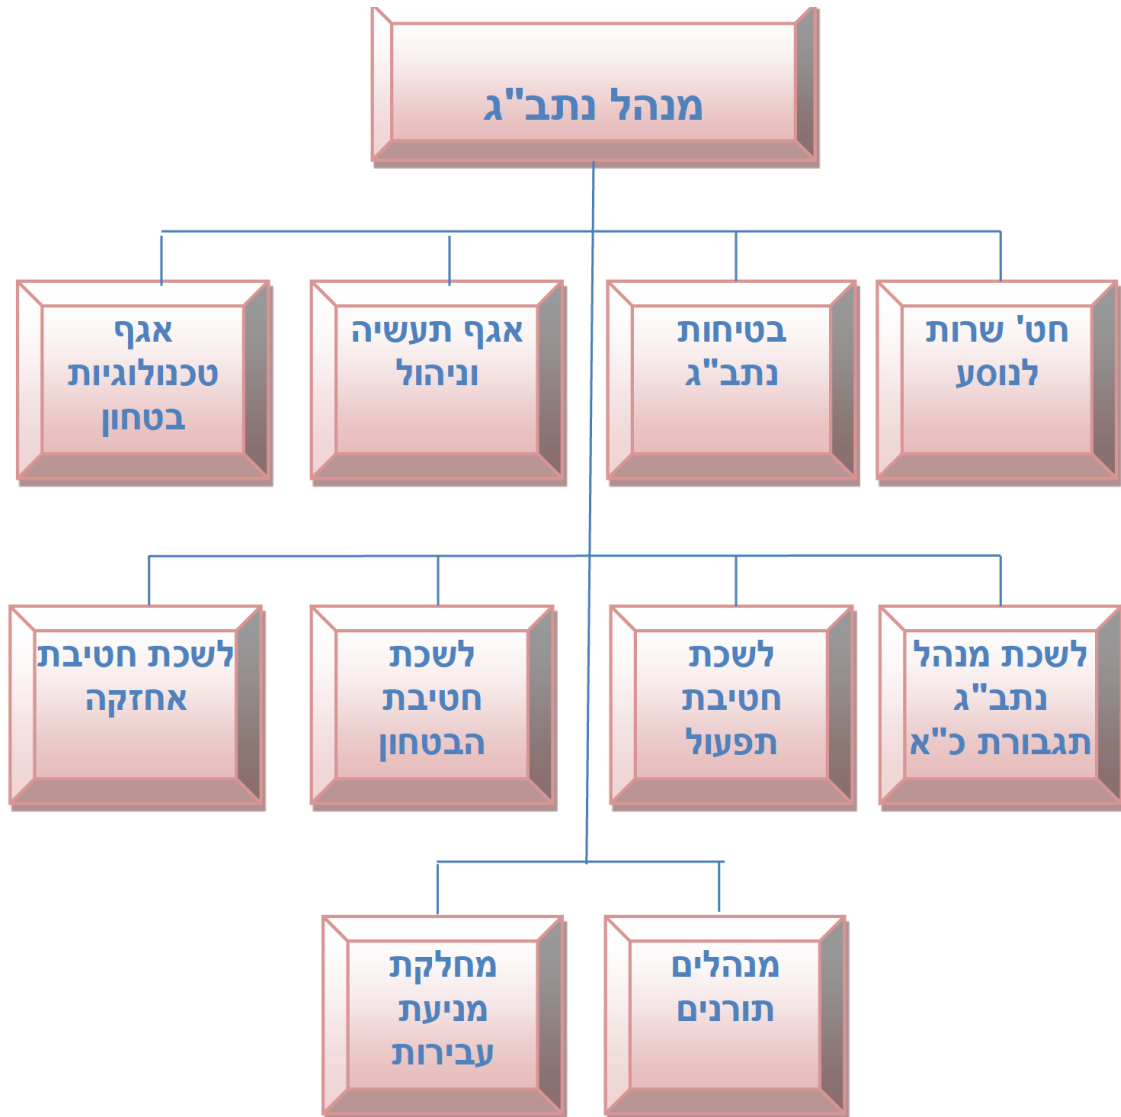 מנהל נתב"ג
חט' שרות
לנוסע
בטיחות
נתב"ג
אגף תעשיה
וניהול
אגף
טכנולוגיות
בטחון
לשכת מנהל
נתב"ג
תגבורת כ"א
לשכת
חטיבת
תפעול
לשכת
חטיבת
הבטחון
לשכת חטיבת
אחזקה
מנהלים
תורנים
מחלקת
מניעת
עבירות